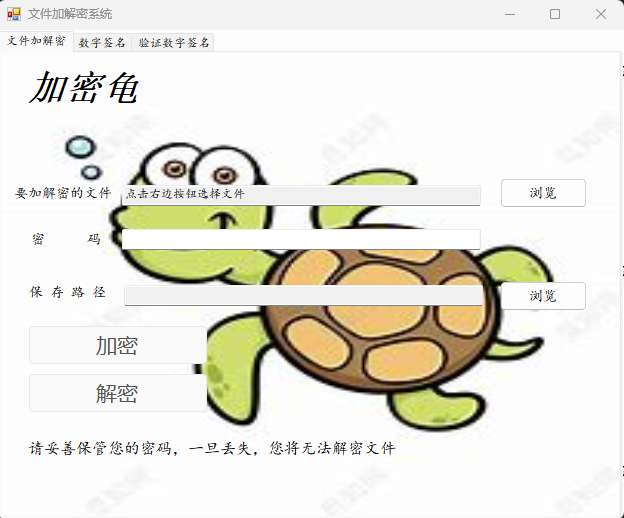 文件加解密系统
文件加解密 数字签名 验证数字签名
加密龟
要加解密的文件 点击右边按钮选择文件 浏览
密 码
保 存 路 径 浏览
加密
解密
请妥善保管您的密码，一旦丢失，您将无法解密文件